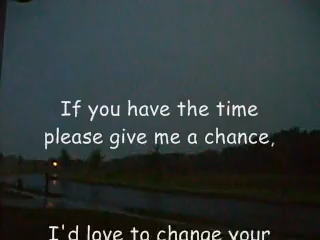 If you have the time
please give me a chance,
I'd love to change your